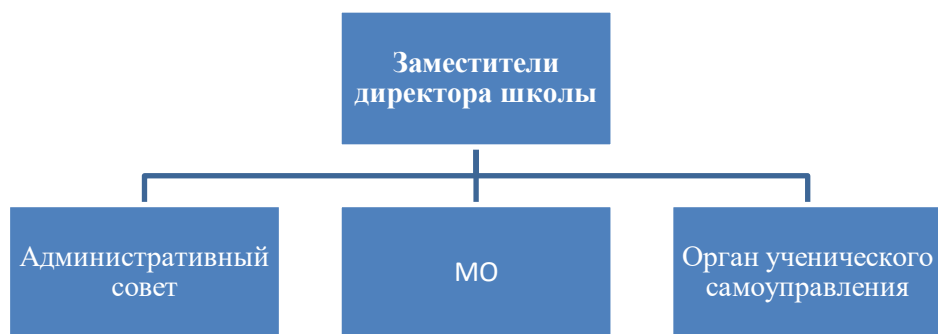 Заместители
директора школы
Административный
совет
МО
Орган ученического
самоуправления